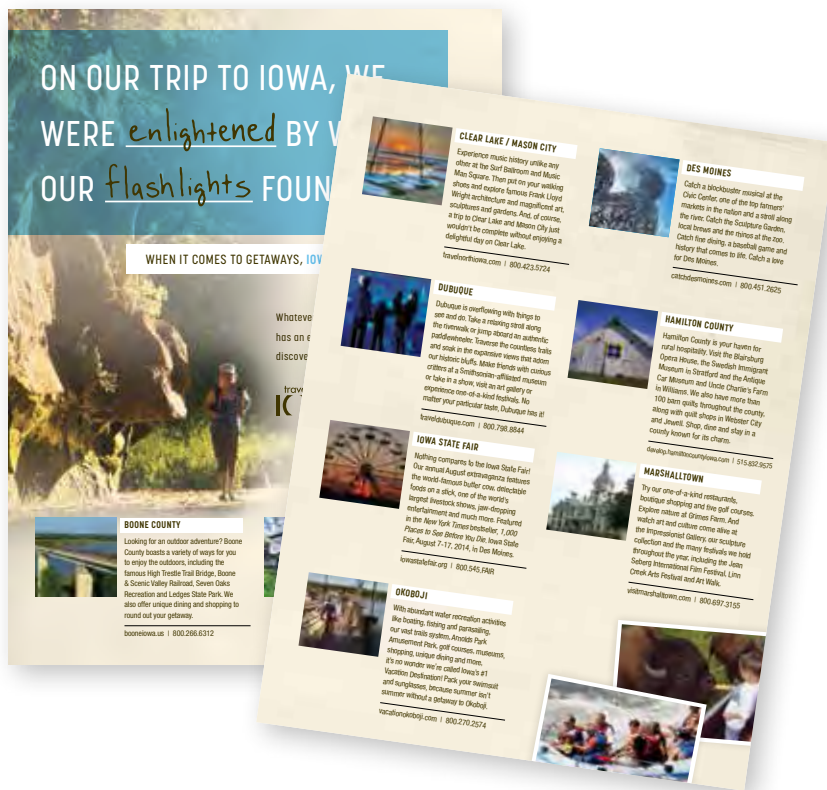 ON OUR TRIP TO IOWA, WE
WERE enlightened BY W
OUR flashlights FOUN
WHEN IT COMES TO GETAWAYS, IOW
Whatever
has an e
discove
trav
BOONE COUNTY
Looking for an outdoor adventure? Boone
County boasts a variety of ways for you
to enjoy the outdoors, including the
famous High Trestle Trail Bridge, Boone
& Scenic Valley Railroad, Seven Oaks
Recreation and Ledges State Park. We
also offer unique dining and shopping to
round out your getaway.
booneiowa.us | 800.266.6312
CLEAR LAKE / MASON CITY
Experience music history unlike any
other at the Surf Ballroom and Music
Man Square. Then put on your walking
shoes and explore famous Frank Lloyd
Wright architecture and magnificent art,
sculptures and gardens. And, of course,
a trip to Clear Lake and Mason City just
wouldn't be complete without enjoying a
delightful day on Clear Lake.
travelnorthiowa.com | 800.423.5724
DUBUQUE
Dubuque is overflowing with things to
see and do. Take a relaxing stroll along
the riverwalk or jump aboard an authentic
paddlewheeler. Traverse the countless trails
and soak in the expansive views that adorn
our historic bluffs. Make friends with curious
critters at a Smithsonian-affiliated museum
or take in a show, visit an art gallery or
experience one-of-a-kind festivals. No
matter your particular taste, Dubuque has it!
traveldubuque.com | 800.798.8844
IOWA STATE FAIR
Nothing compares to the Iowa State Fair!
Our annual August extravaganza features
the world-famous butter cow, delectable
foods on a stick, one of the world's
largest livestock shows, jaw-dropping
entertainment and much more. Featured
in the New York Times bestseller, 1,000
Places to See Before You Die. Iowa State
Fair, August 7-17, 2014, in Des Moines.
iowastatefair.org | 800.545.FAIR
OKOBOJI
With abundant water recreation activities
like boating, fishing and parasailing,
our vast trails system, Arnolds Park
Amusement Park, golf courses, museums,
shopping, unique dining and more,
it's no wonder we're called Iowa's #1
Vacation Destination! Pack your swimsuit
and sunglasses, because summer isn't
summer without a getaway to Okoboji.
vacationokoboji.com | 800.270.2574
DES MOINES
Catch a blockbuster musical at the
Civic Center, one of the top farmers'
markets in the nation and a stroll along
the river. Catch the Sculpture Garden,
local brews and the rhinos at the zoo.
Catch fine dining, a baseball game and
history that comes to life. Catch a love
for Des Moines.
catchdesmoines.com | 800.451.2625
HAMILTON COUNTY
Hamilton County is your haven for
rural hospitality. Visit the Blairsburg
Opera House, the Swedish Immigrant
Museum in Stratford and the Antique
Car Museum and Uncle Charlie's Farm
in Williams. We also have more than
100 barn quilts throughout the county,
along with quilt shops in Webster City
and Jewell. Shop, dine and stay in a
county known for its charm.
develop.hamiltoncountyiowa.com | 515.832.9575
MARSHALLTOWN
Try our one-of-a-kind restaurants,
boutique shopping and five golf courses.
Explore nature at Grimes Farm. And
watch art and culture come alive at
the Impressionist Gallery, our sculpture
collection and the many festivals we hold
throughout the year, including the Jean
Seberg International Film Festival, Linn
Creek Arts Festival and Art Walk.
visitmarshalltown.com | 800.697.3155